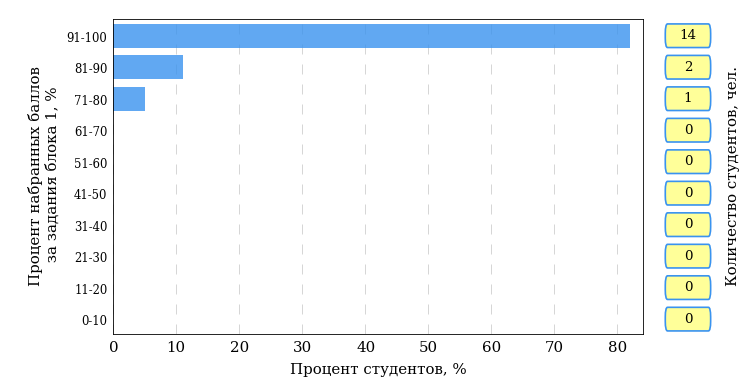 Процент набранных баллов
за задания блока 1, %
91-100 14
81-90 2
71-80 1
61-70 0
51-60 0
41-50 0
31-40 0
21-30 0
11-20 0
0-10 0
0 10 20 30 40 50 60 70 80
Процент студентов, %
Количество студентов, чел.